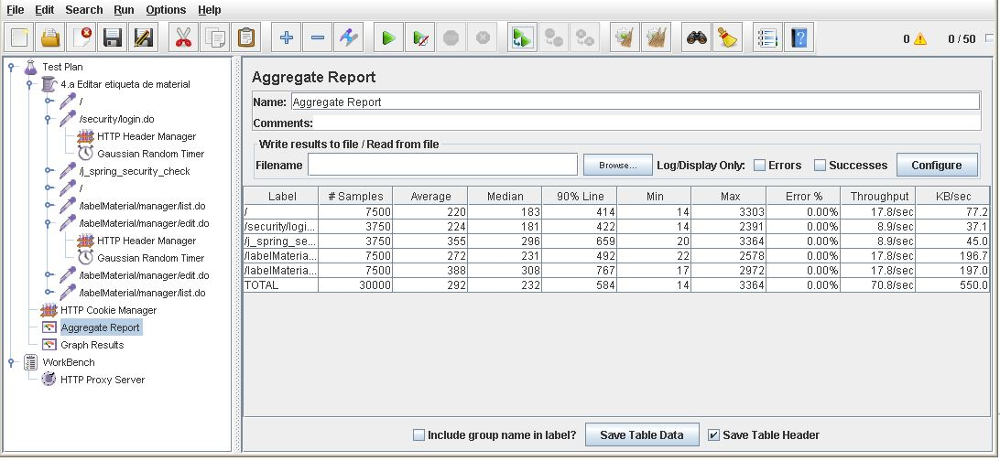 File Edit Search Run Options Help
0 0 / 50
Test Plan
4.a Editar etiqueta de material
/
/security/login.do
HTTP Header Manager
Gaussian Random Timer
/j_spring_security_check
/
/labelMaterial/manager/list.do
/labelMaterial/manager/edit.do
HTTP Header Manager
Gaussian Random Timer
/labelMaterial/manager/edit.do
/labelMaterial/manager/list.do
HTTP Cookie Manager
Aggregate Report
Graph Results
WorkBench
HTTP Proxy Server
Aggregate Report
Name: Aggregate Report
Comments:
Write results to file / Read from file
Filename Browse... Log/Display Only: Errors Successes Configure
Label # Samples Average Median 90% Line Min Max Error % Throughput KB/sec
/ 7500 220 183 414 14 3303 0.00% 17.8/sec 77.2
/security/logi... 3750 224 181 422 14 2391 0.00% 8.9/sec 37.1
/j_spring_se... 3750 355 296 659 20 3364 0.00% 8.9/sec 45.0
/labelMateria... 7500 272 231 492 22 2578 0.00% 17.8/sec 196.7
/labelMateria... 7500 388 308 767 17 2972 0.00% 17.8/sec 197.0
TOTAL 30000 292 232 584 14 3364 0.00% 70.8/sec 550.0
Include group name in label? Save Table Data Save Table Header